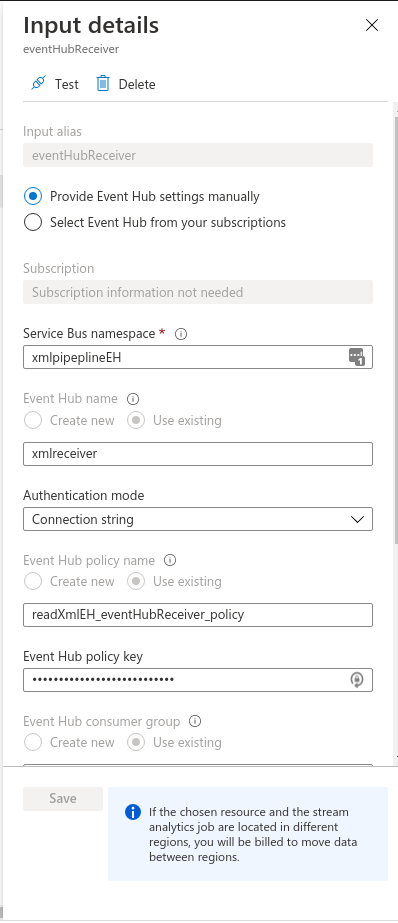 Input details
eventHubReceiver
Test Delete
Input alias
eventHubReceiver
Provide Event Hub settings manually
Select Event Hub from your subscriptions
Subscription
Subscription information not needed
Service Bus namespace *
xmlpipeplineEH
1
Event Hub name
Create new Use existing
xmlreceiver
Authentication mode
Connection string
Event Hub policy name
Create new Use existing
readXmlEH_eventHubReceiver_policy
Event Hub policy key
•••••••••••••••••••••••••••
Event Hub consumer group
Create new Use existing
Save
If the chosen resource and the stream
analytics job are located in different
regions, you will be billed to move data
between regions.